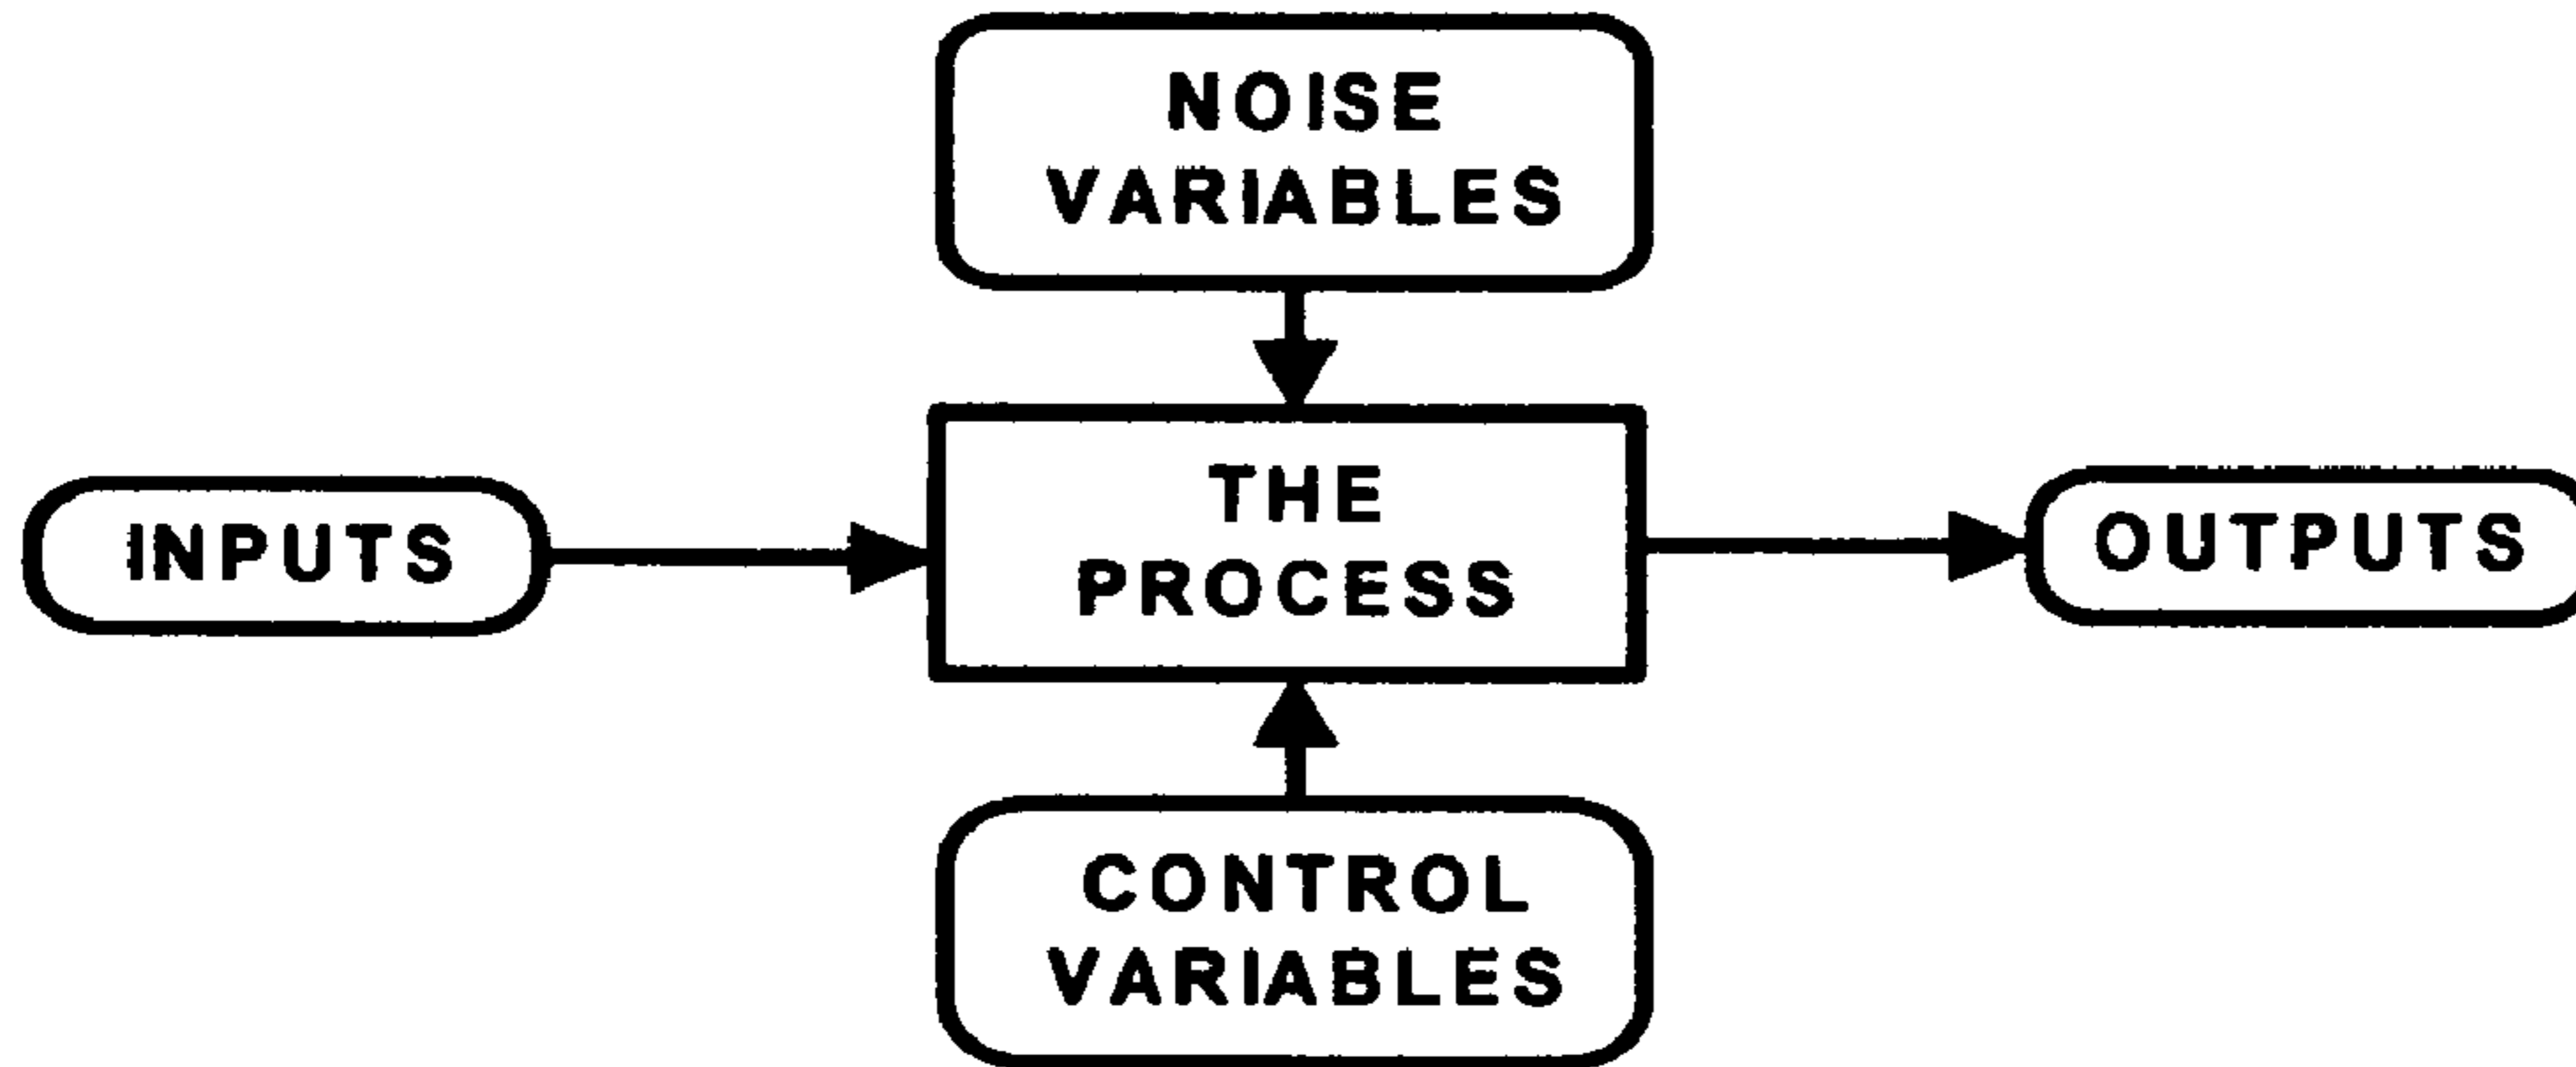 NOISE
VARIABLES
INPUTS
THE
PROCESS
OUTPUTS
CONTROL
VARIABLES